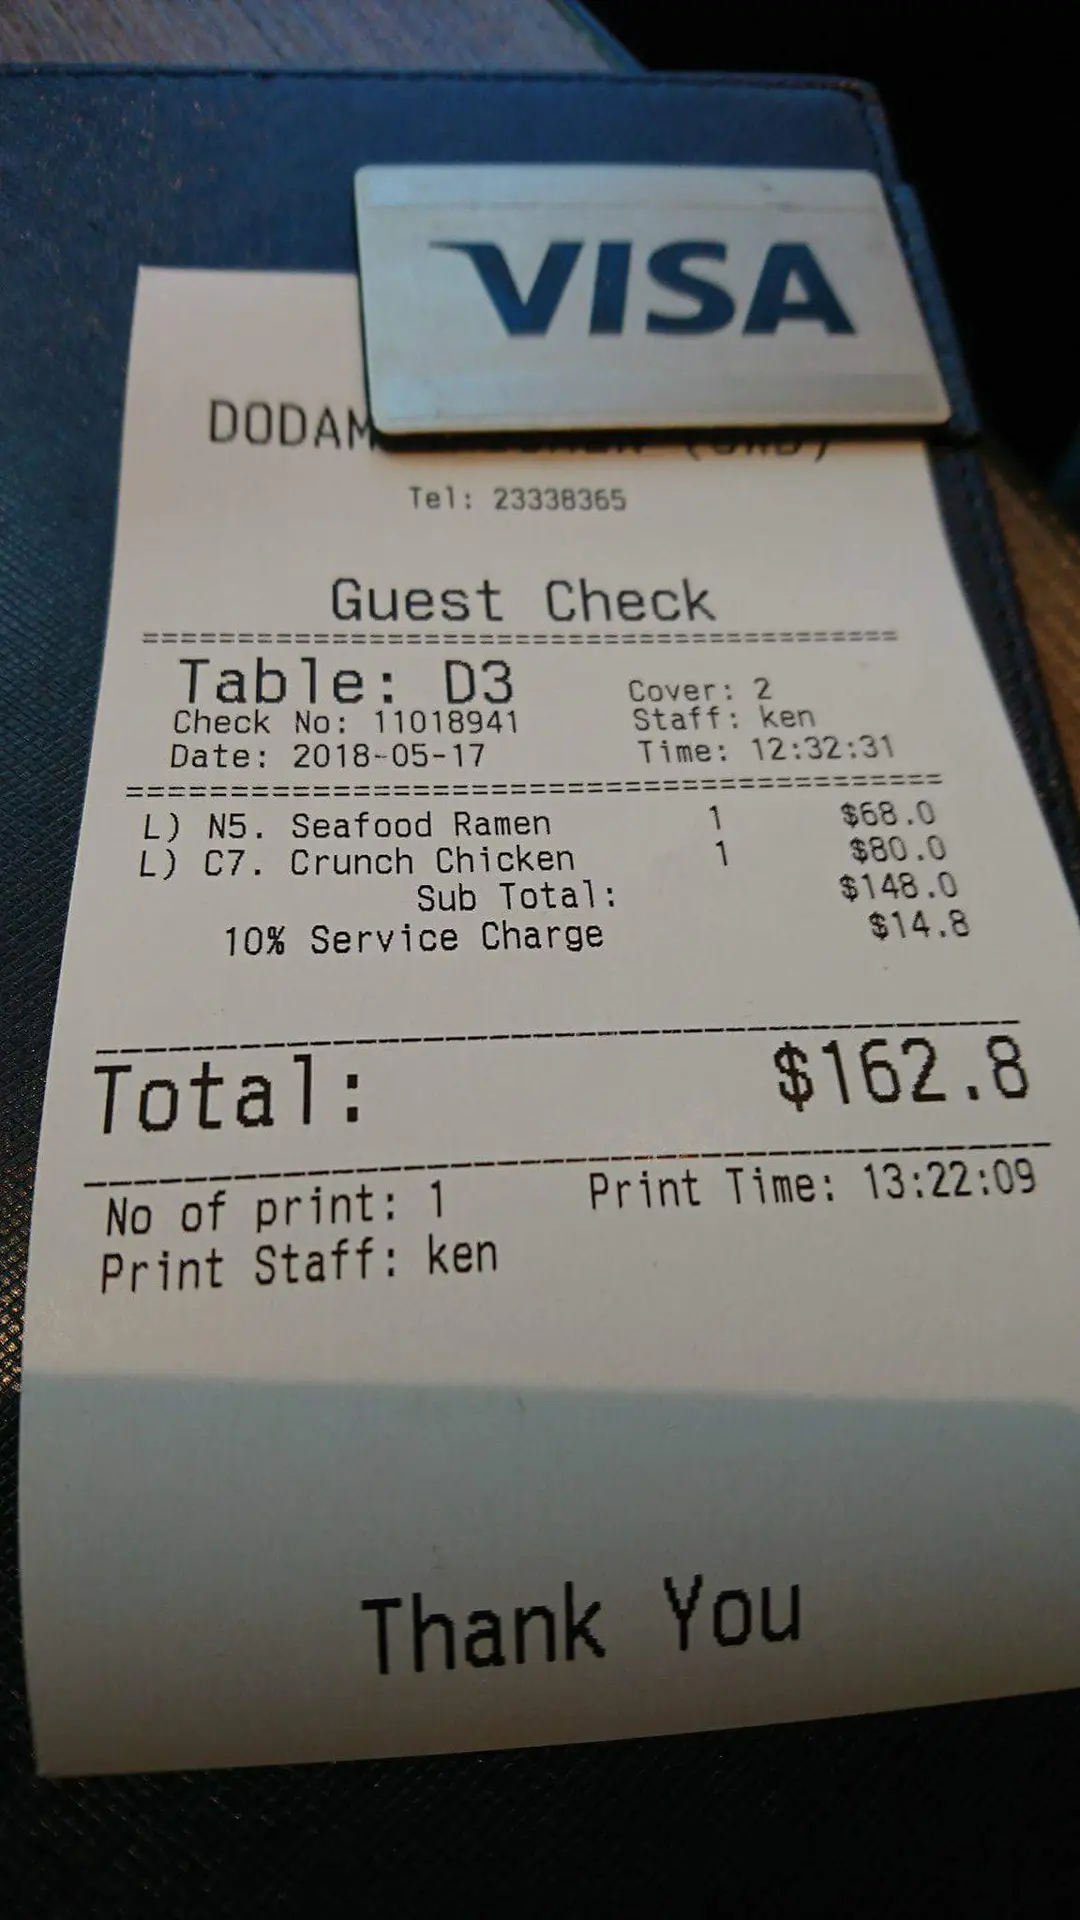 VISA
DODAM
Tel: 23338365
Guest Check
Table: D3
Cover: 2
Check No: 11018941
Staff: ken
Date: 2018-05-17
Time: 12:32:31
L) N5. Seafood Ramen 1 $68.0
L) C7. Crunch Chicken 1 $80.0
Sub Total: $148.0
10% Service Charge $14.8
Total: $162.8
No of print: 1 Print Time: 13:22:09
Print Staff: ken
Thank You